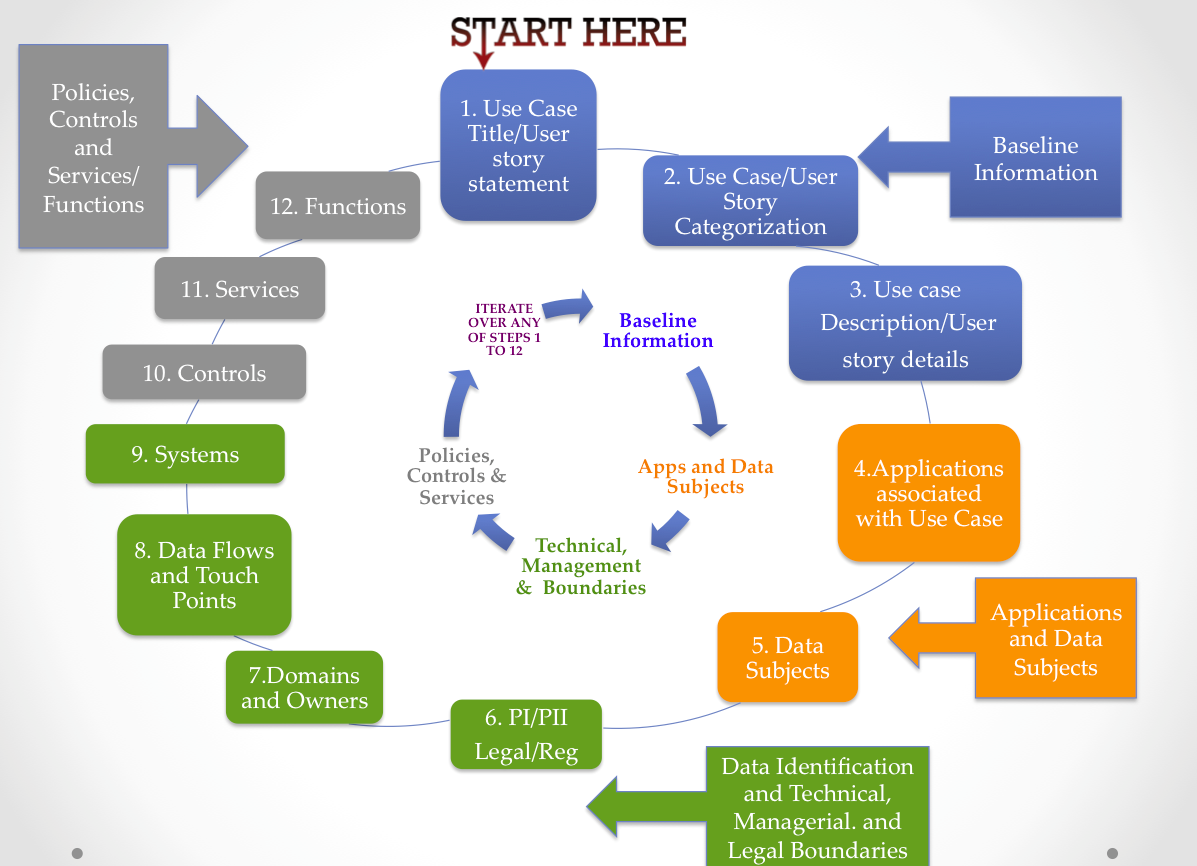 START HERE
Policies,
Controls
and
Services/
Functions
1. Use Case
Title/User
story
statement
Baseline
Information
2. Use Case/User
Story
Categorization
12. Functions
3. Use case
Description/User
story details
11. Services
10. Controls
9. Systems
4.Applications
associated
with Use Case
8. Data Flows
and Touch
Points
5. Data
Subjects
Applications
and Data
Subjects
7.Domains
and Owners
6. PI/PII
Legal/Reg
Data Identification
and Technical,
Managerial. and
Legal Boundaries
ITERATE
OVER ANY
OF STEPS 1
TO 12
Baseline
Information
Apps and Data
Subjects
Technical,
Management
&  Boundaries
Policies,
Controls &
Services